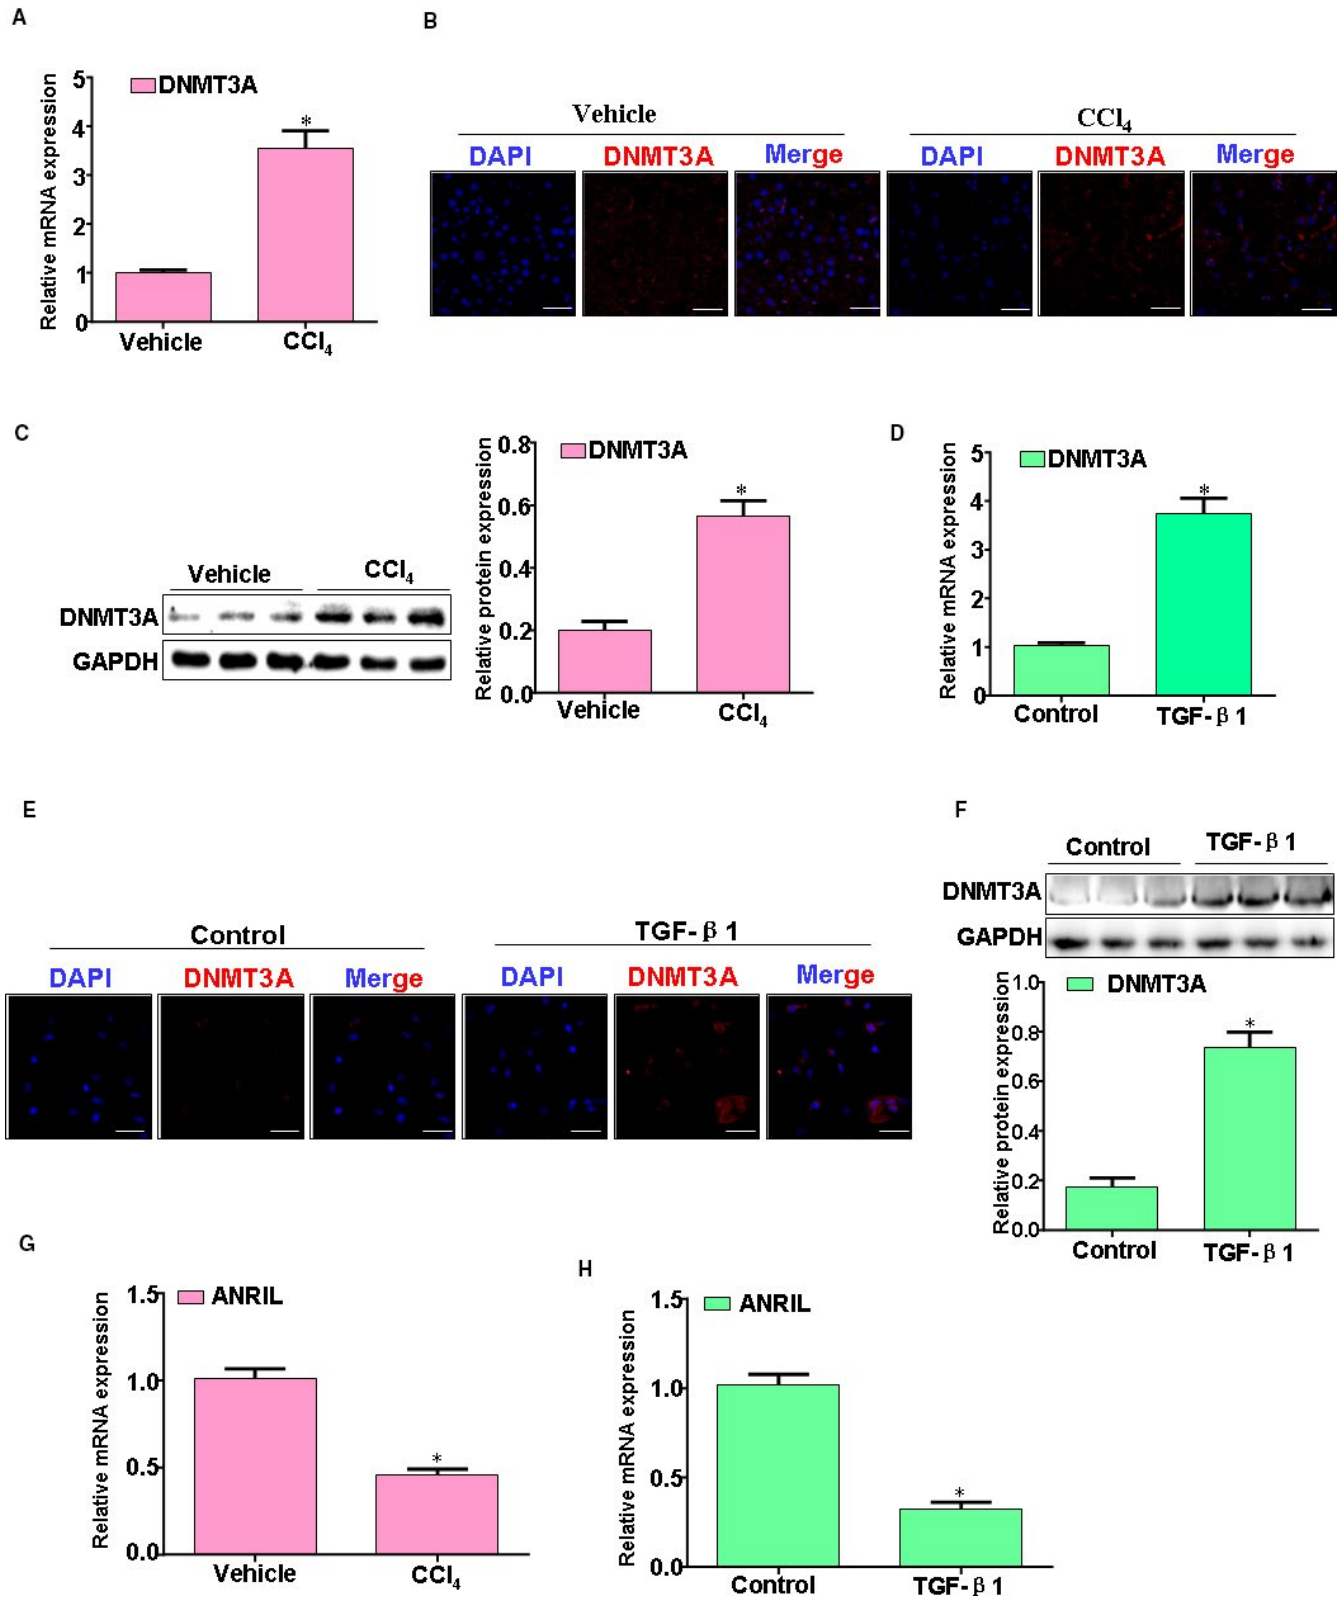 A
Relative mRNA expression
5
4
3
2
1
0
DNMT3A
*
Vehicle
CCl4
B
Vehicle
CCl4
DAPI
DNMT3A
Merge
DAPI
DNMT3A
Merge
C
Vehicle
CCl4
DNMT3A
GAPDH
Relative protein expression
0.8
0.6
0.4
0.2
0.0
DNMT3A
*
Vehicle
CCl4
D
Relative mRNA expression
5
4
3
2
1
0
DNMT3A
*
Control
TGF-β1
E
Control
TGF-β1
DAPI
DNMT3A
Merge
DAPI
DNMT3A
Merge
F
Control
TGF-β1
DNMT3A
GAPDH
Relative protein expression
1.0
0.8
0.6
0.4
0.2
0.0
DNMT3A
*
Control
TGF-β1
G
Relative mRNA expression
1.5
1.0
0.5
0.0
ANRIL
*
Vehicle
CCl4
H
Relative mRNA expression
1.5
1.0
0.5
0.0
ANRIL
*
Control
TGF-β1